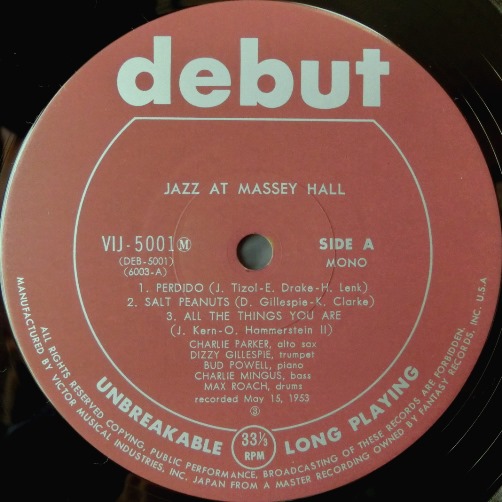 debut
JAZZ AT MASSEY HALL
VIJ-5001 Ⓜ
(DEB-5001)
(6003-A)
SIDE A
MONO
1. PERDIDO (J. Tizol-E. Drake-H. Lenk)
2. SALT PEANUTS (D. Gillespie-K. Clarke)
3. ALL THE THINGS YOU ARE
(J. Kern-O. Hammerstein II)
CHARLIE PARKER, alto sax
DIZZY GILLESPIE, trumpet
BUD POWELL, piano
CHARLIE MINGUS, bass
MAX ROACH, drums
recorded May 15, 1953
③
UNBREAKABLE
33⅓
RPM
LONG PLAYING
ALL RIGHTS RESERVED COPYING, PUBLIC PERFORMANCE, BROADCASTING OF THESE RECORDS ARE FORBIDDEN.
MANUFACTURED BY VICTOR MUSICAL INDUSTRIES, INC. JAPAN FROM A MASTER RECORDING OWNED BY FANTASY RECORDS, INC. U.S.A